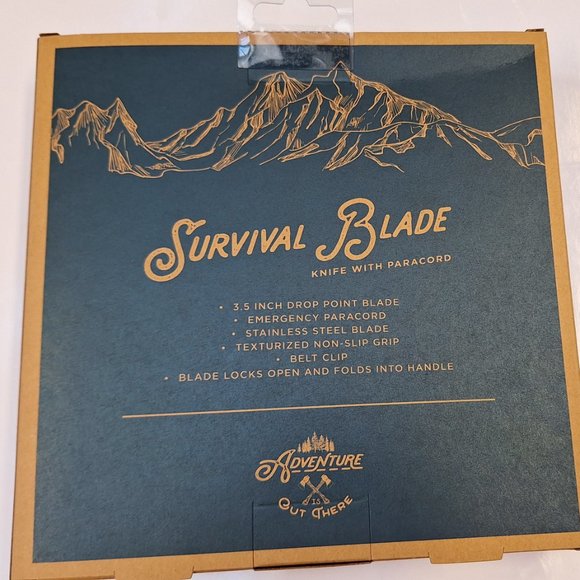 SURVIVAL BLADE
KNIFE WITH PARACORD
• 3.5 INCH DROP POINT BLADE
• EMERGENCY PARACORD
• STAINLESS STEEL BLADE
• TEXTURIZED NON-SLIP GRIP
• BELT CLIP
• BLADE LOCKS OPEN AND FOLDS INTO HANDLE
ADVENTURE
IS
OUT THERE